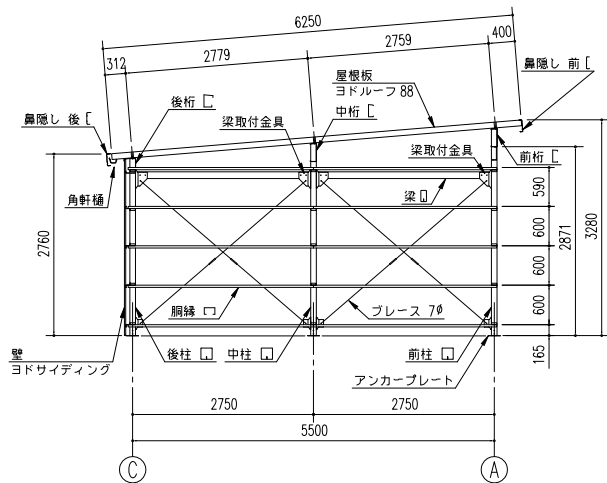 6250
312
2779
2759
400
屋根板
ヨドルーフ 88
鼻隠し 前
後桁
中桁
鼻隠し 後
梁取付金具
梁取付金具
前桁
角軒樋
梁
590
600
600
600
165
2871
3280
2760
胴縁
ブレース 7φ
後柱
中柱
前柱
壁
ヨドサイディング
アンカープレート
2750
2750
5500
C
A